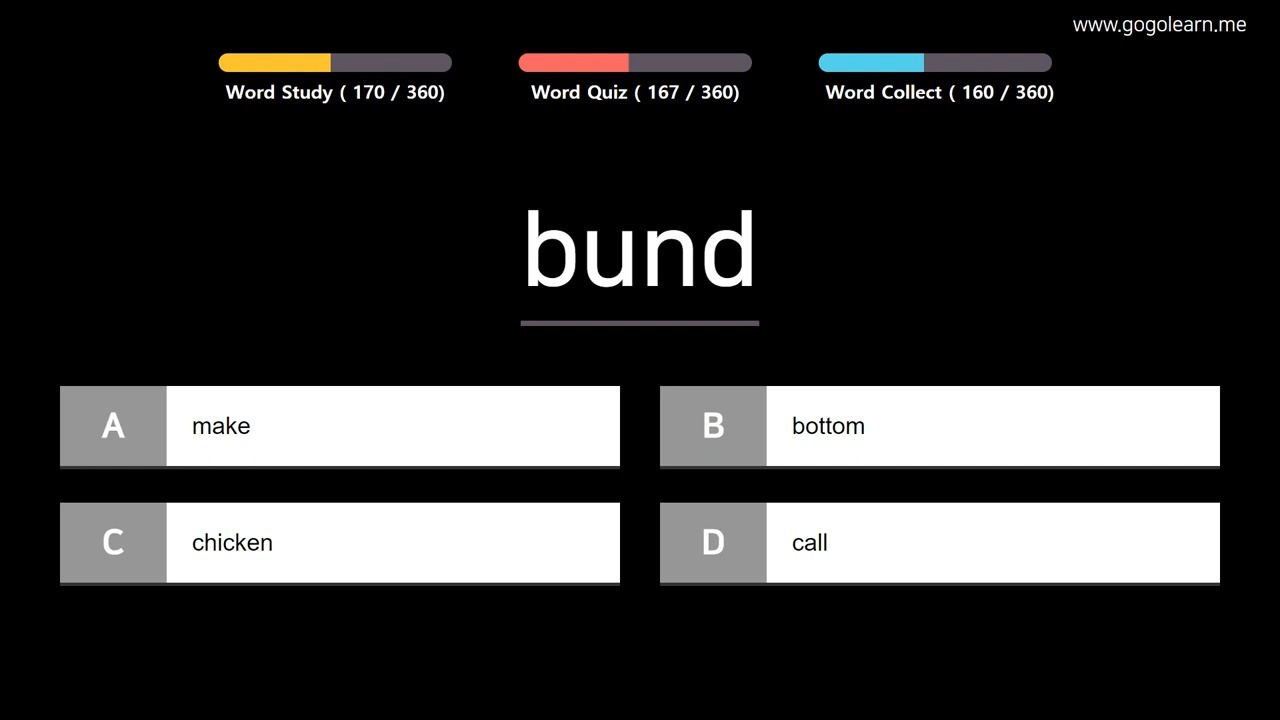 www.gogolearn.me
Word Study ( 170 / 360)
Word Quiz ( 167 / 360)
Word Collect ( 160 / 360)
bund
A make
B bottom
C chicken
D call